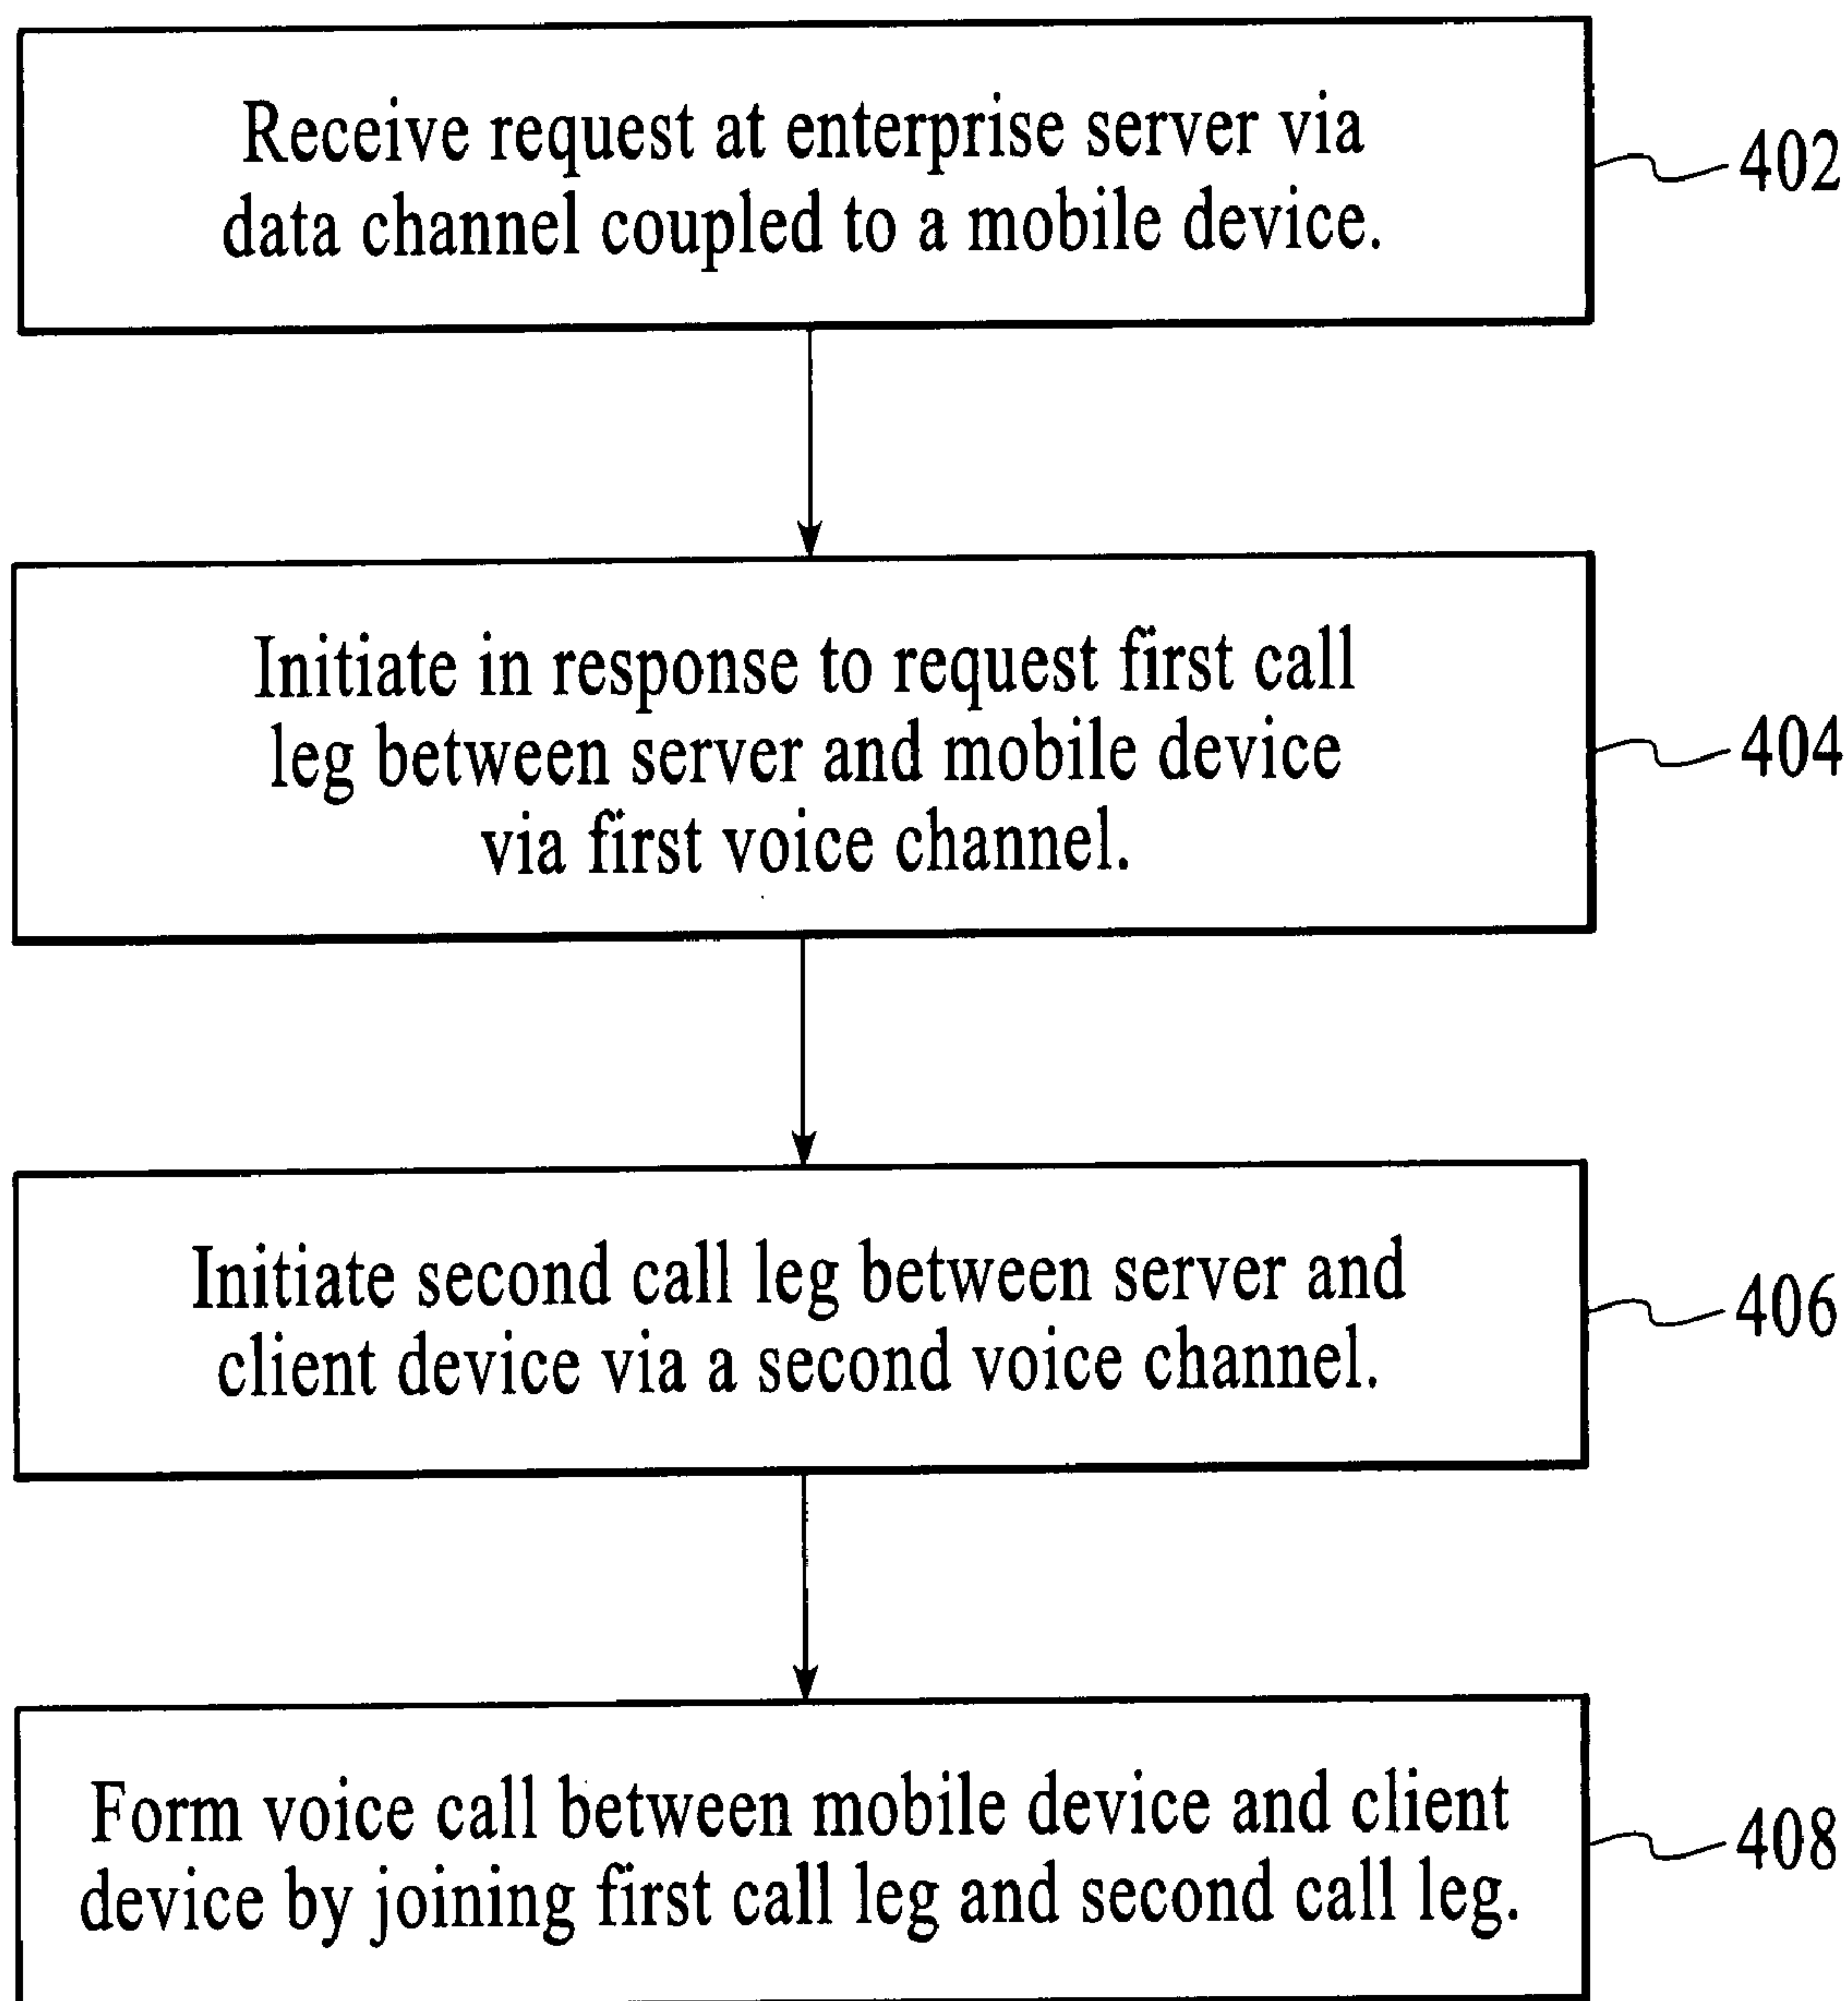 Receive request at enterprise server via
data channel coupled to a mobile device.
402
Initiate in response to request first call
leg between server and mobile device
via first voice channel.
404
Initiate second call leg between server and
client device via a second voice channel.
406
Form voice call between mobile device and client
device by joining first call leg and second call leg.
408